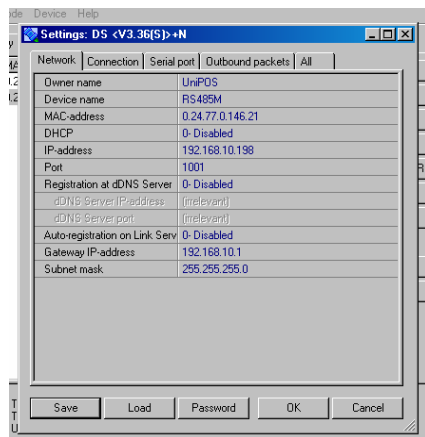 Device Help
Settings: DS <V3.36(S)>+N
Network Connection Serial port Outbound packets All
Owner name UniPOS
Device name RS485M
MAC-address 0.24.77.0.146.21
DHCP 0- Disabled
IP-address 192.168.10.198
Port 1001
Registration at dDNS Server 0- Disabled
dDNS Server IP-address (irrelevant)
dDNS Server port (irrelevant)
Auto-registration on Link Serv 0- Disabled
Gateway IP-address 192.168.10.1
Subnet mask 255.255.255.0
Save Load Password OK Cancel